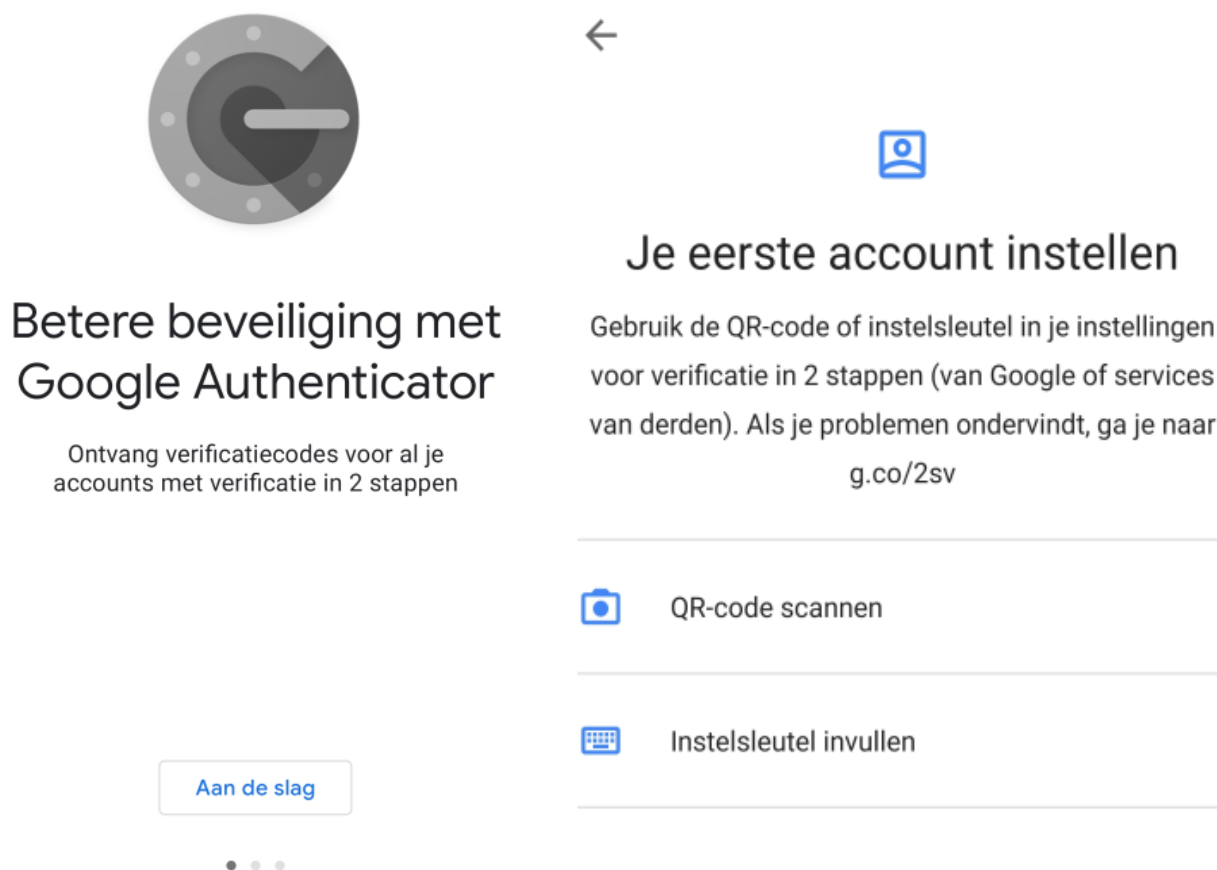 Betere beveiliging met
Google Authenticator
Ontvang verificatiecodes voor al je
accounts met verificatie in 2 stappen
Aan de slag
Je eerste account instellen
Gebruik de QR-code of instelsleutel in je instellingen
voor verificatie in 2 stappen (van Google of services
van derden). Als je problemen ondervindt, ga je naar
g.co/2sv
QR-code scannen
Instelsleutel invullen